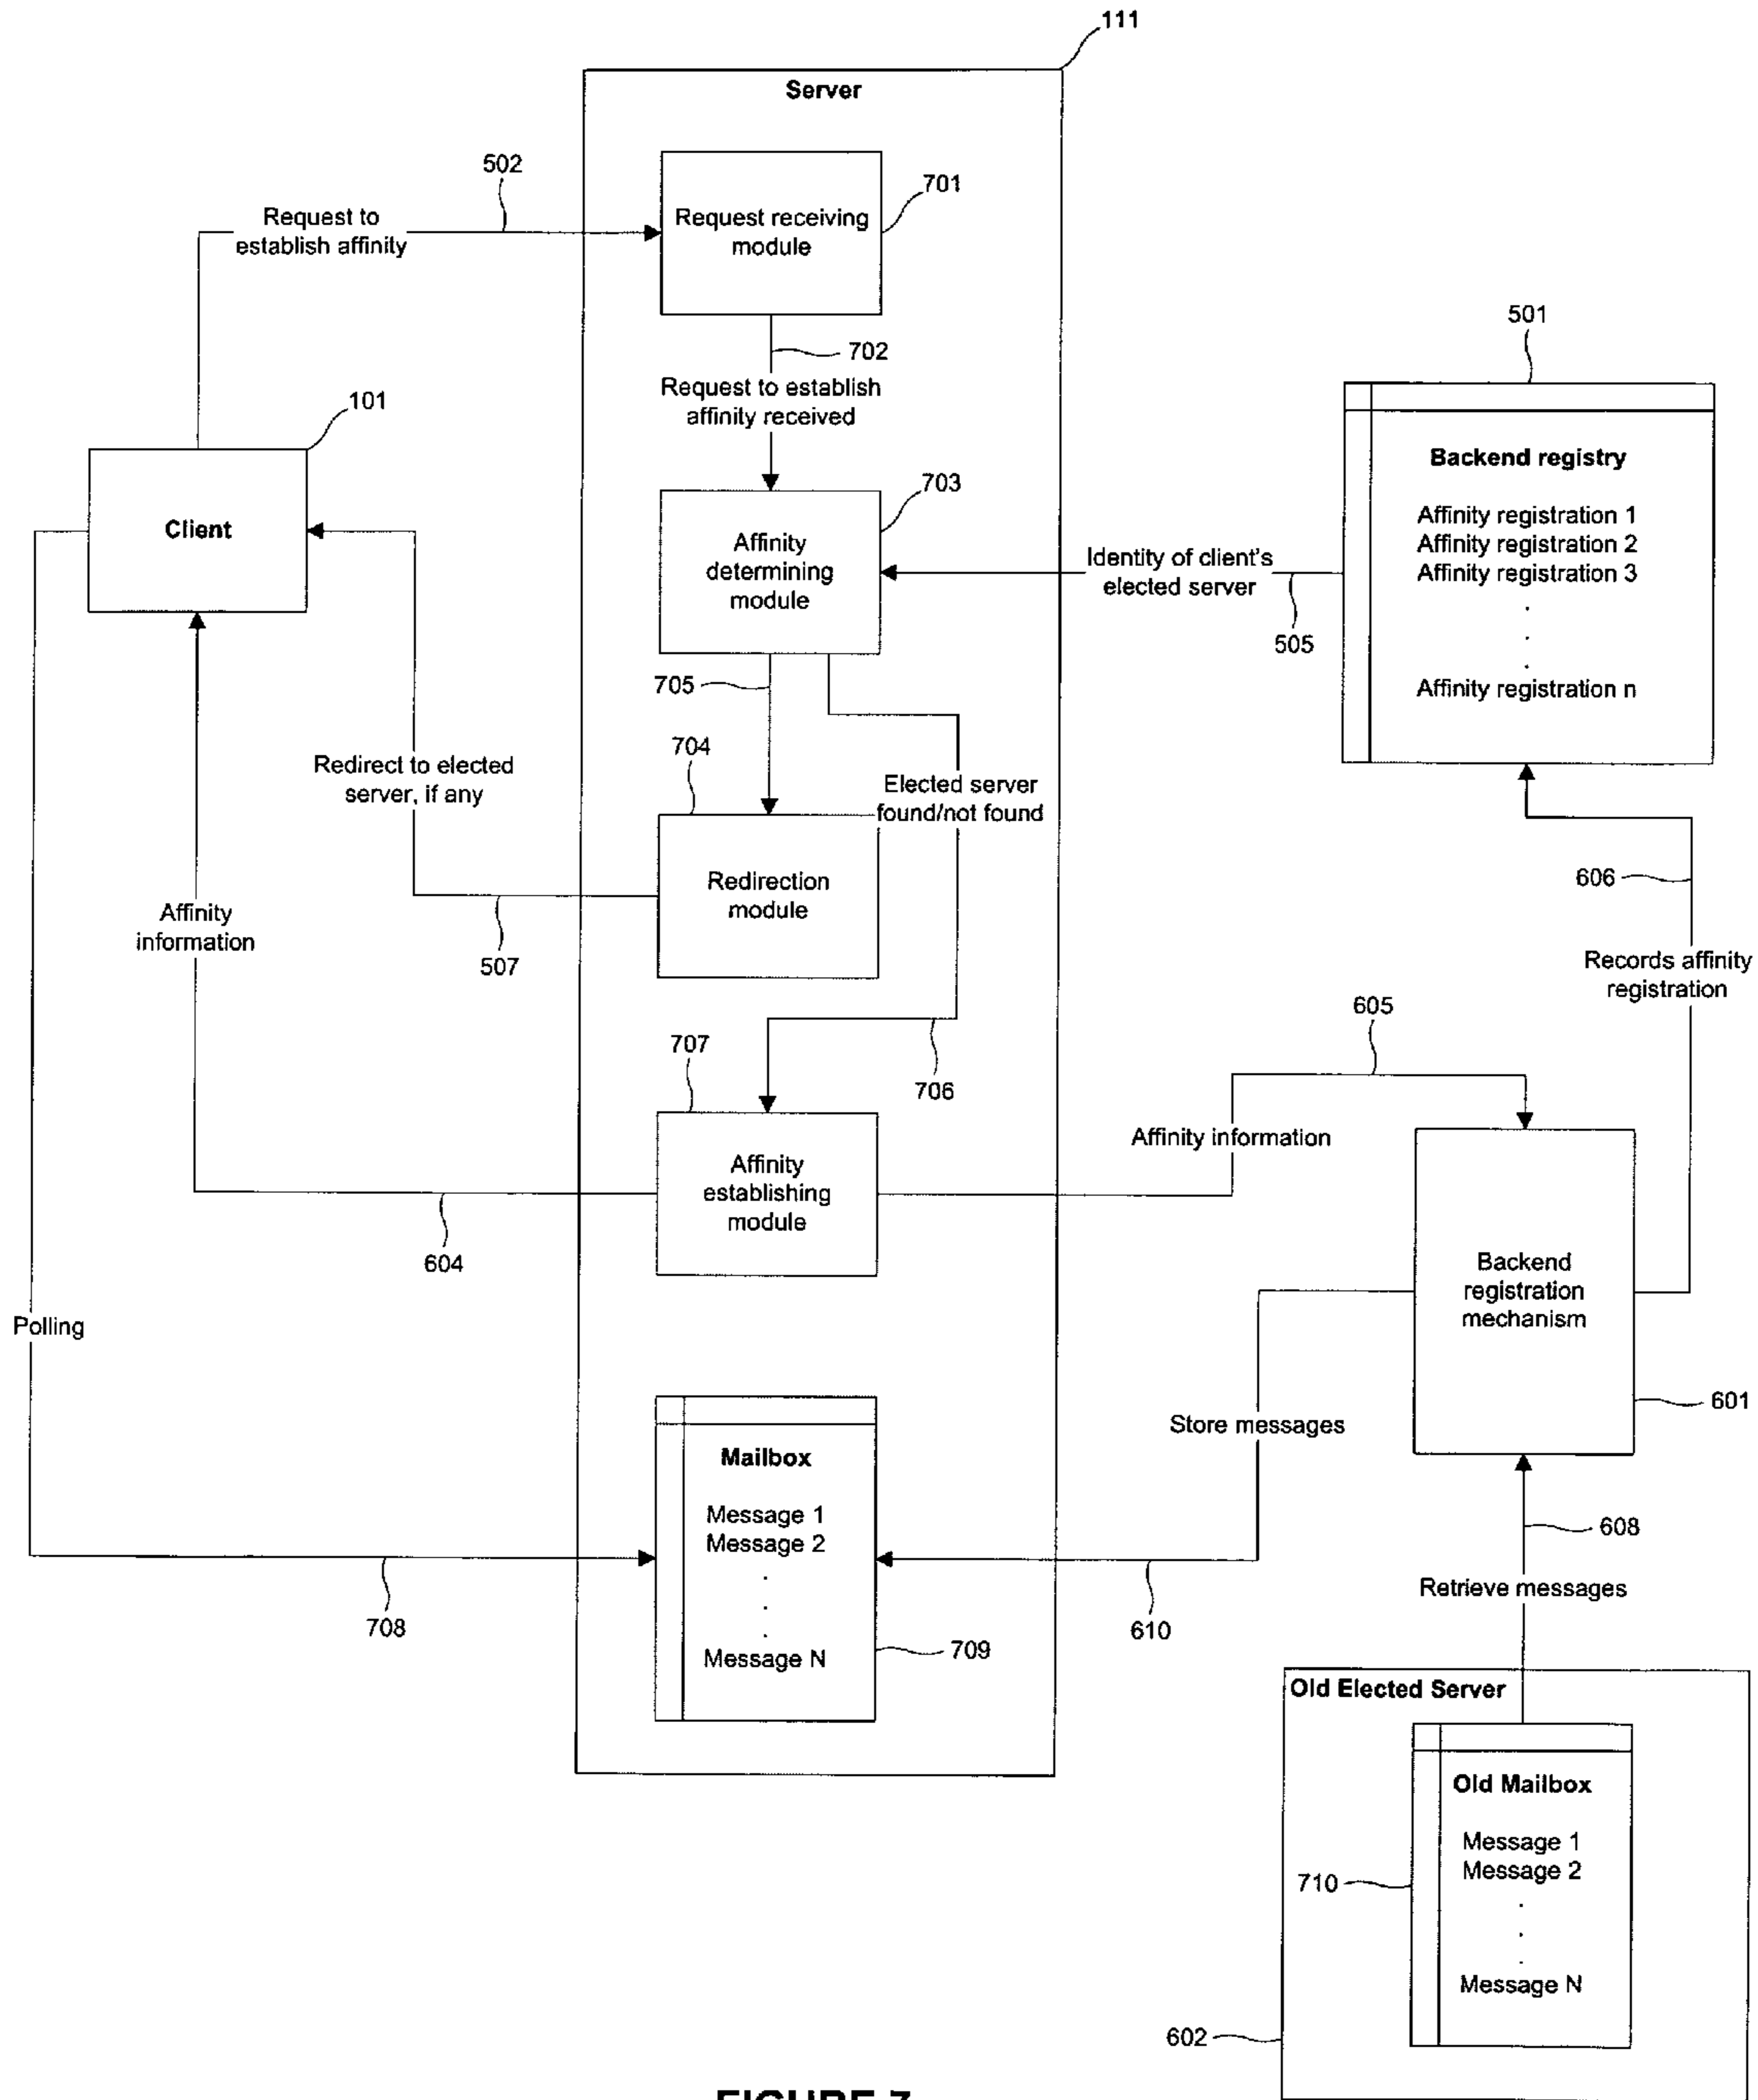 111
Server
502
701
Request to
establish affinity
Request receiving
module
501
702
Request to establish
affinity received
101
703
Backend registry
Client
Affinity
determining
module
Identity of client's
elected server
Affinity registration 1
Affinity registration 2
Affinity registration 3
.
.
.
Affinity registration n
505
705
704
Redirect to elected
server, if any
Elected server
found/not found
Redirection
module
606
Affinity
information
507
Records affinity
registration
605
707
706
Affinity information
Affinity
establishing
module
604
Backend
registration
mechanism
Polling
601
Store messages
Mailbox
Message 1
Message 2
.
.
.
Message N
608
Retrieve messages
708
610
709
Old Elected Server
Old Mailbox
Message 1
Message 2
.
.
.
Message N
710
602
FIGURE 7